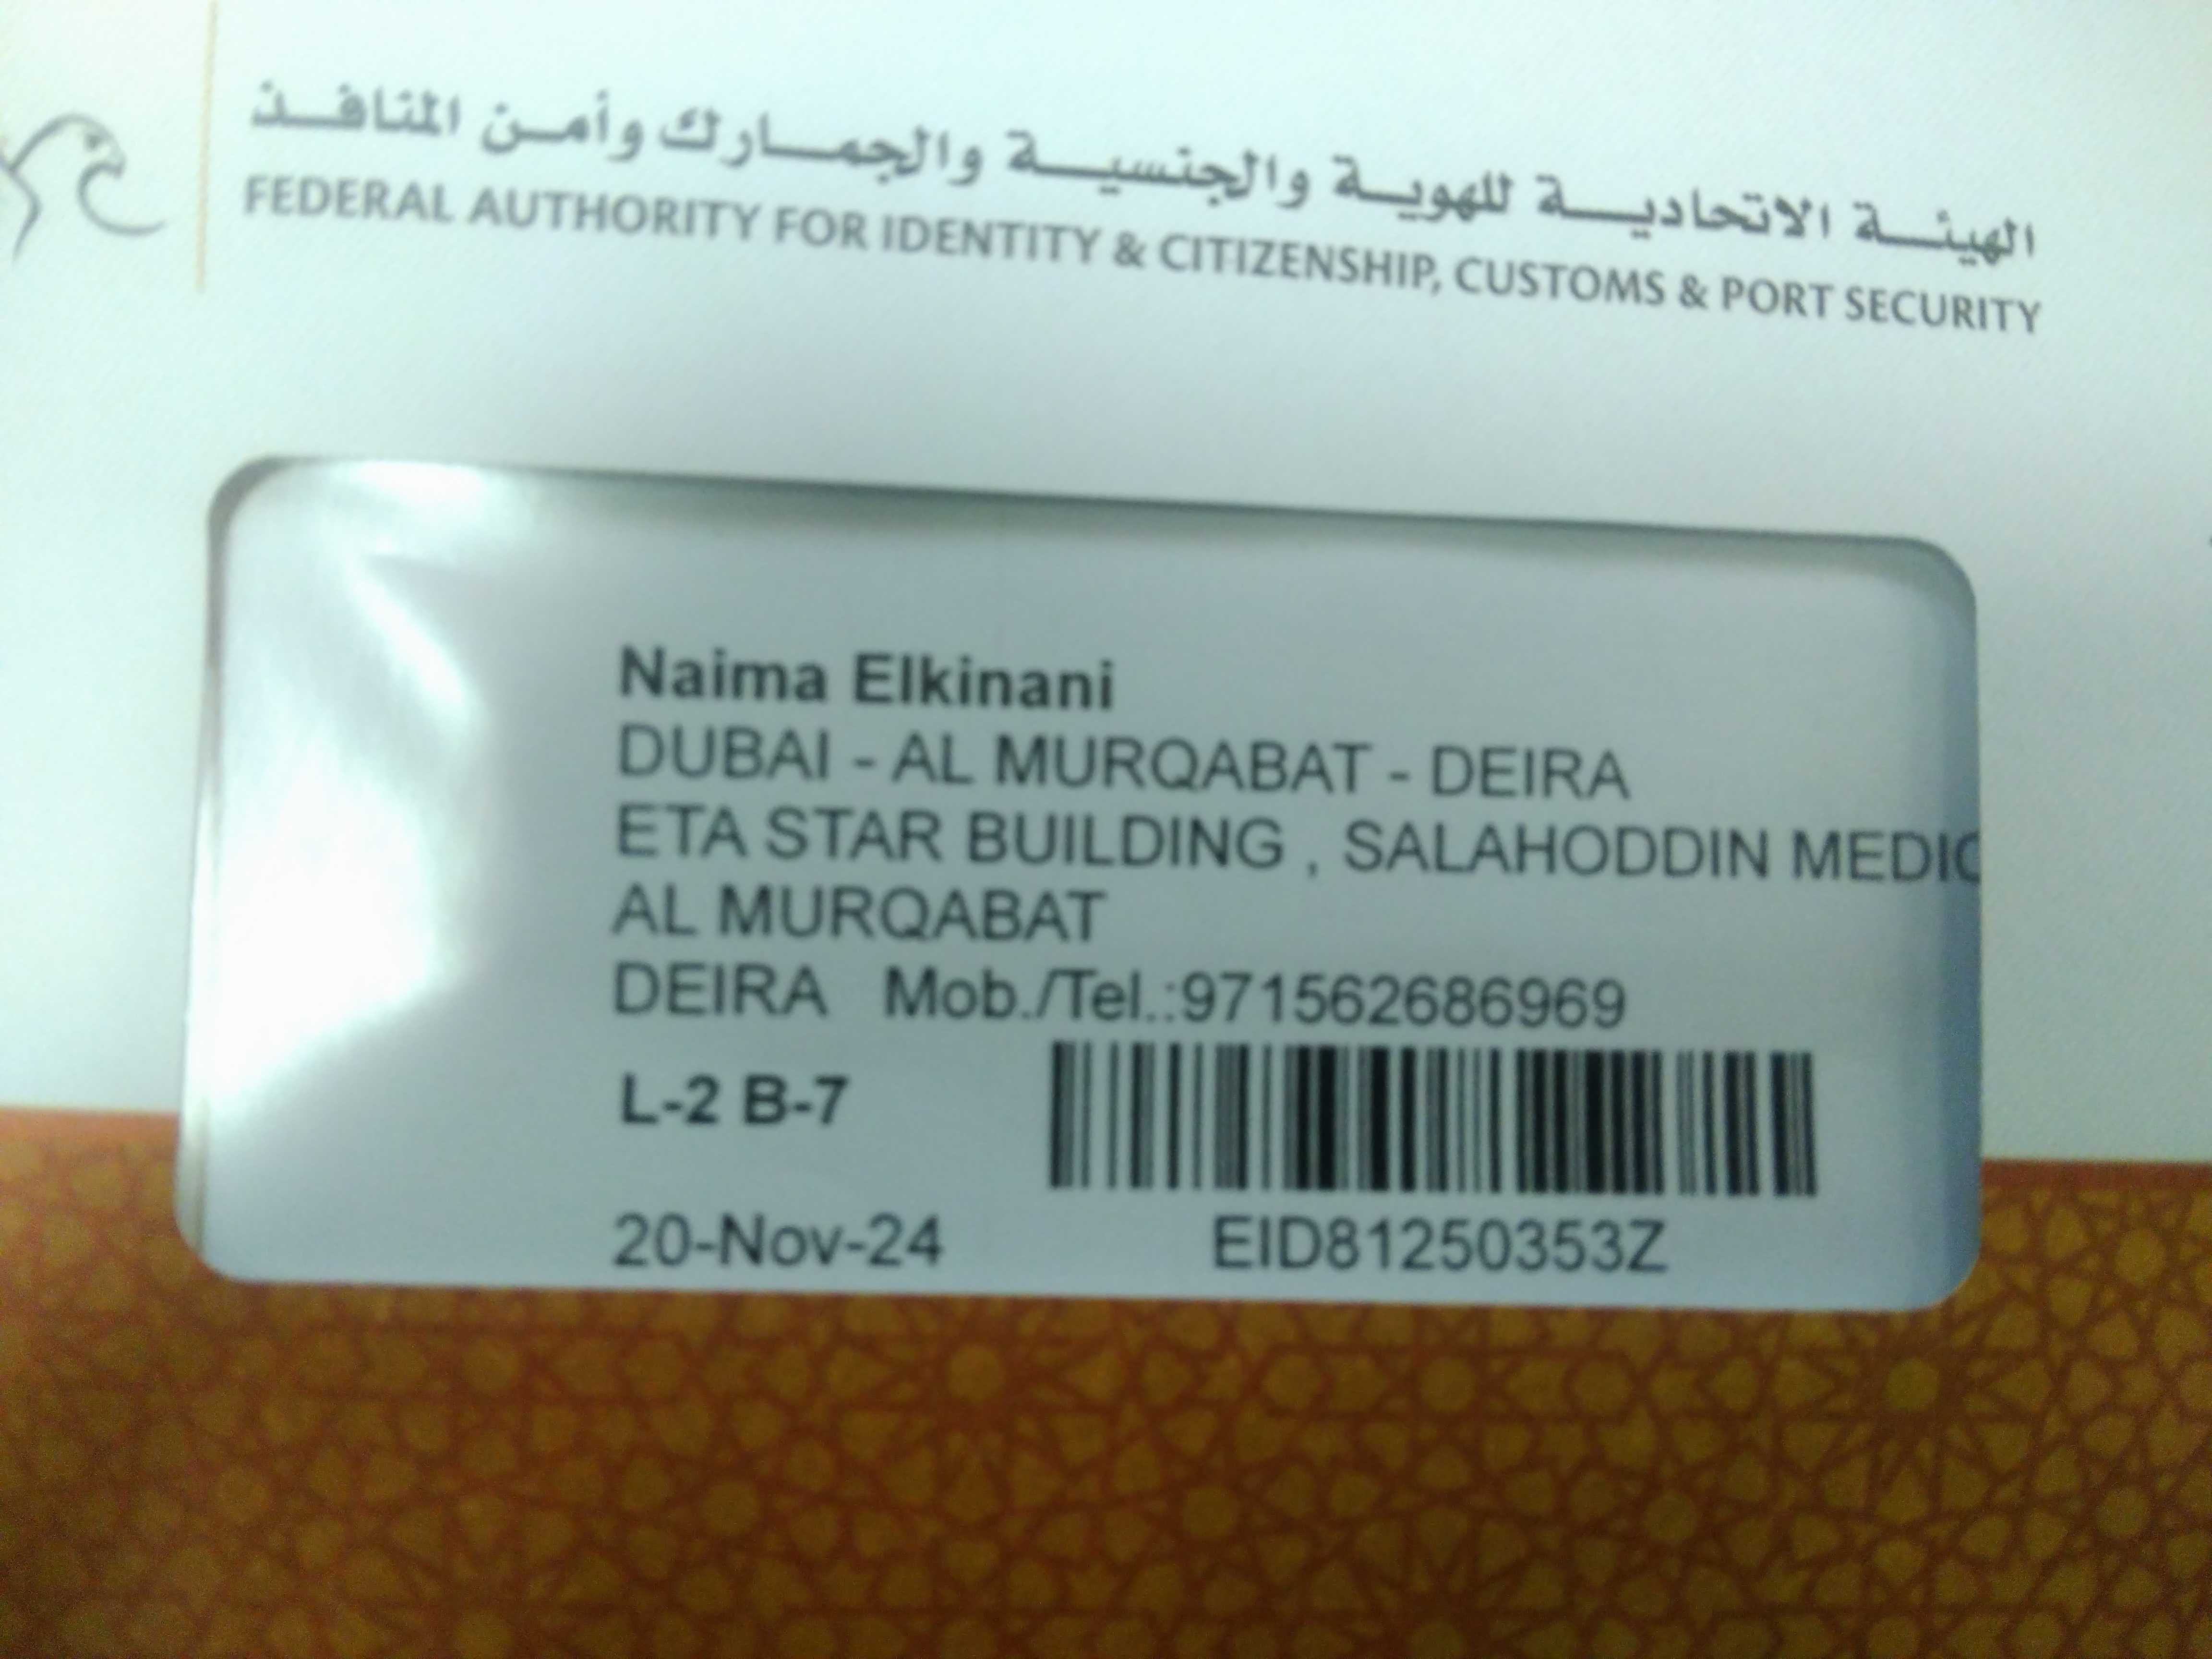 الهيئة الاتحادية للهوية والجنسية والجمارك وأمن المنافذ
FEDERAL AUTHORITY FOR IDENTITY & CITIZENSHIP, CUSTOMS & PORT SECURITY
Naima Elkinani
DUBAI - AL MURQABAT - DEIRA
ETA STAR BUILDING , SALAHODDIN MEDIC
AL MURQABAT
DEIRA Mob./Tel.:971562686969
L-2 B-7
20-Nov-24 EID81250353Z